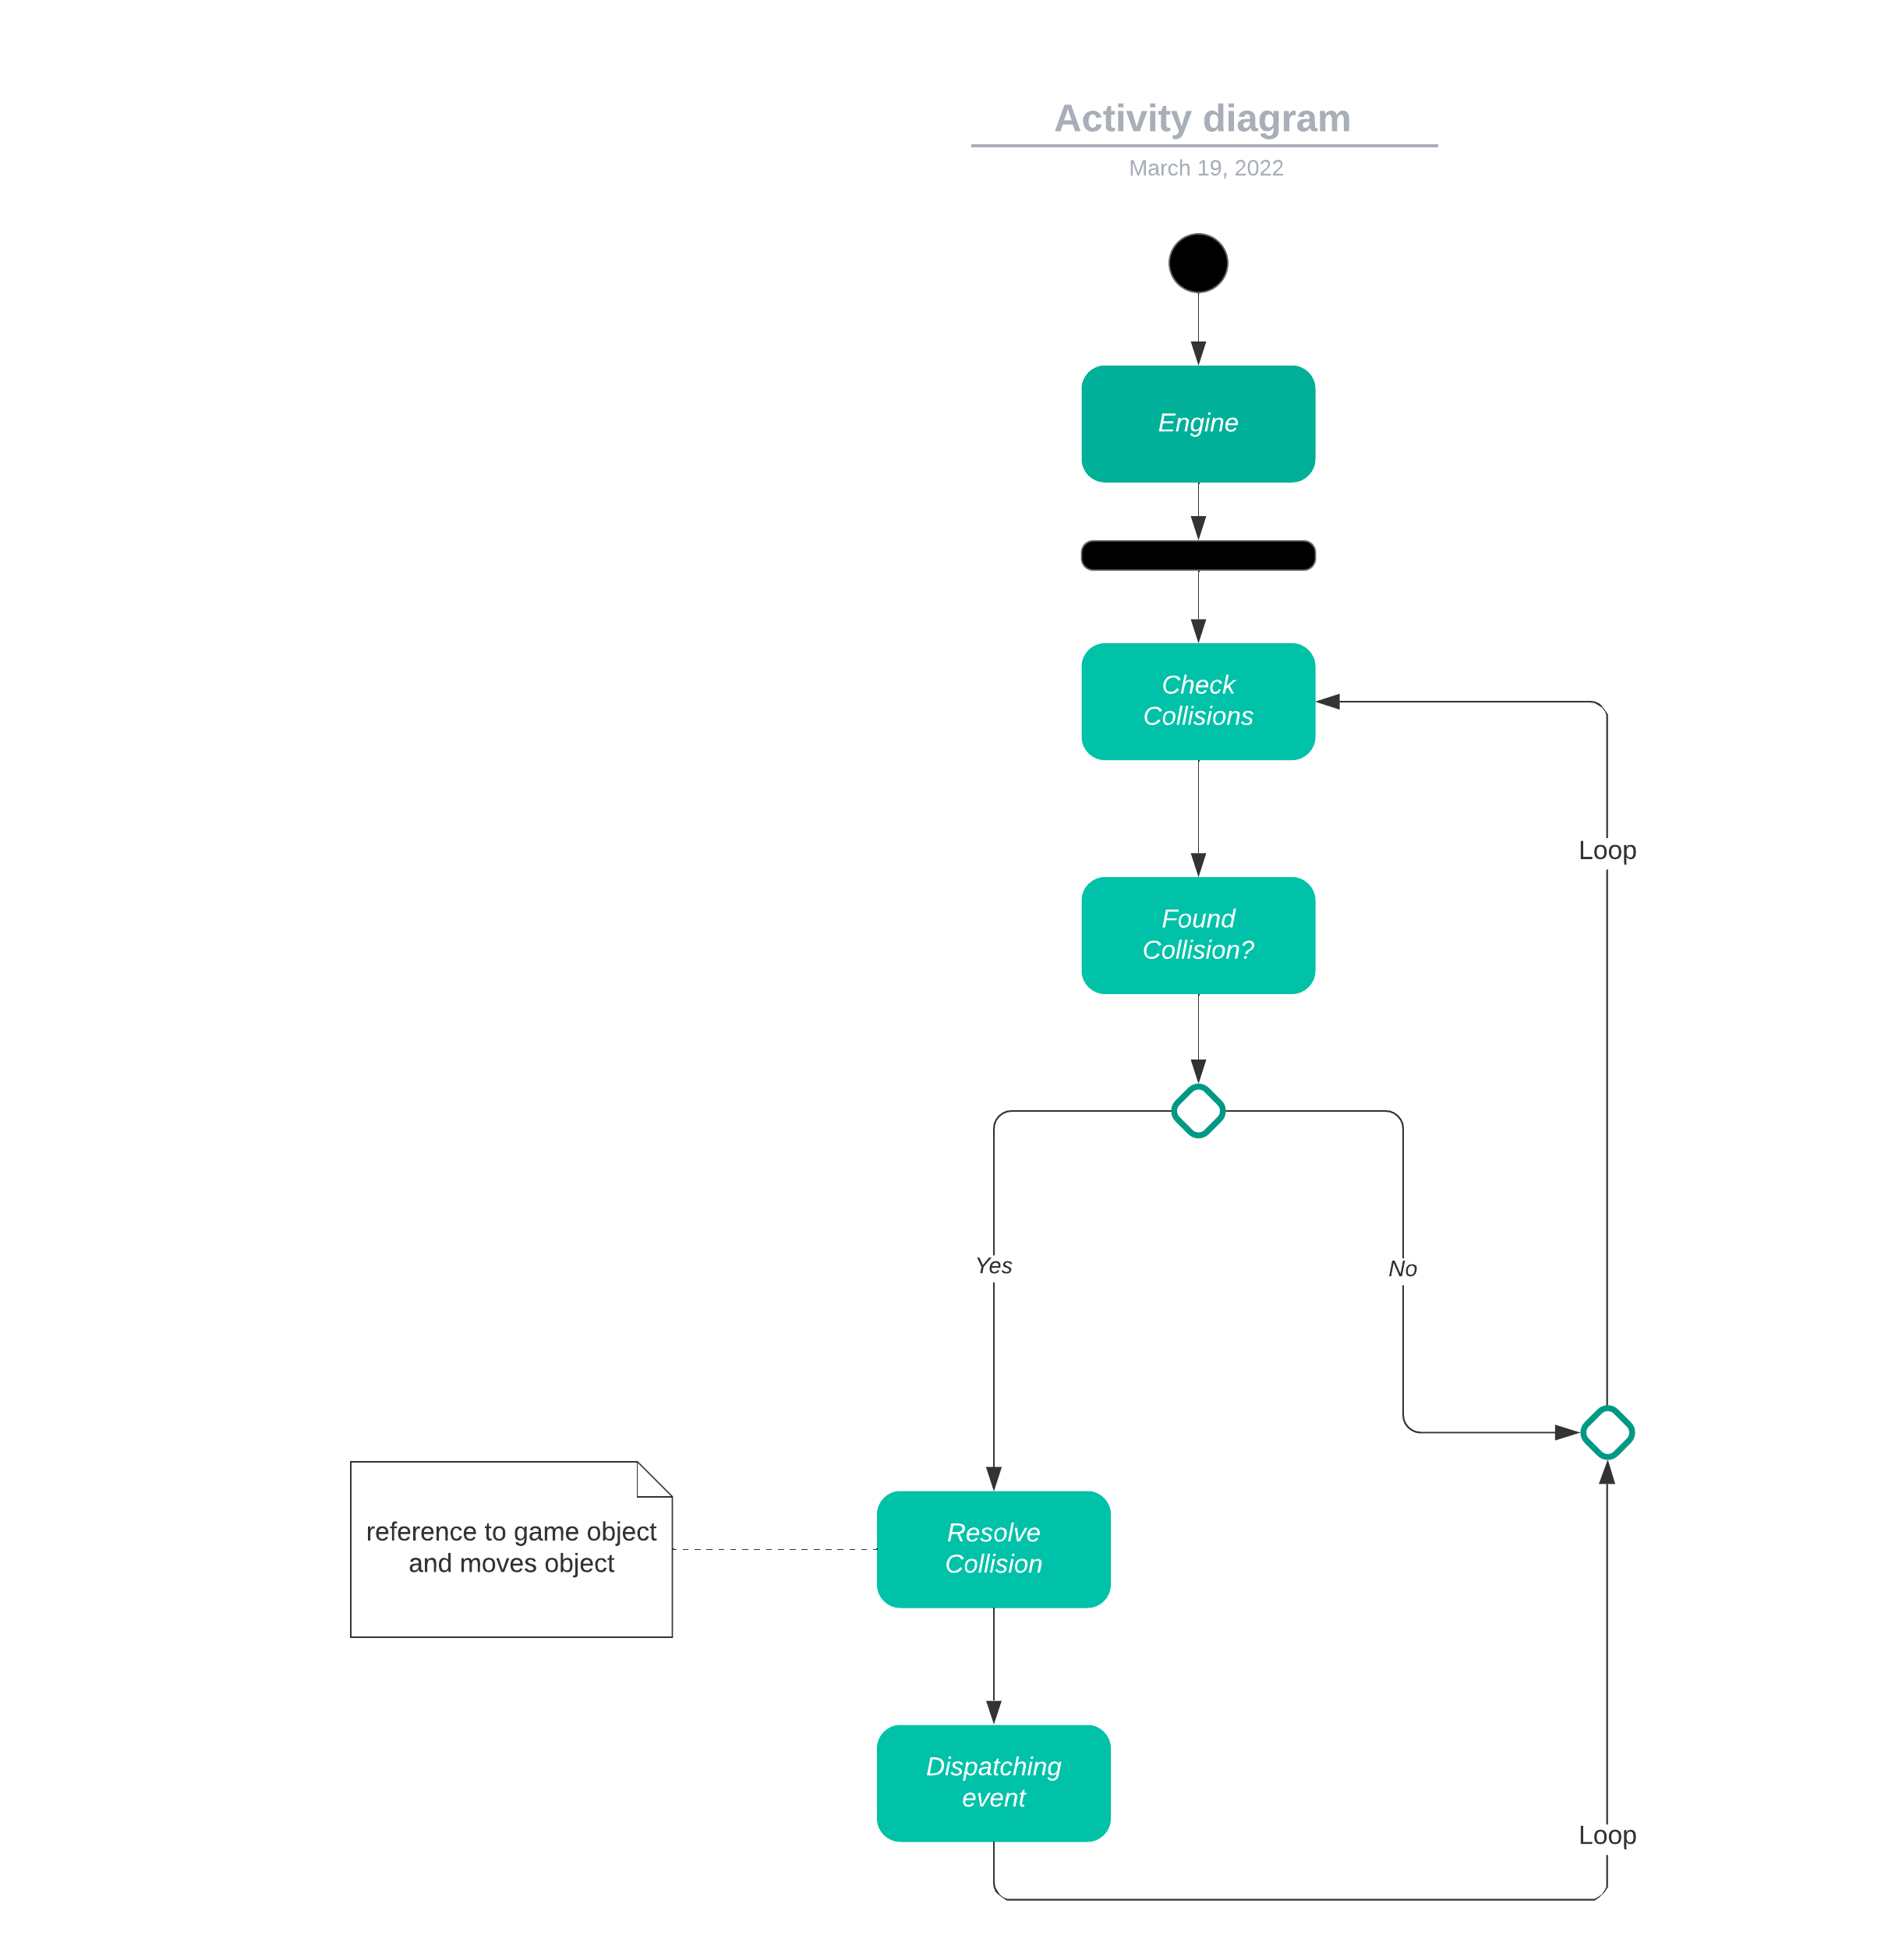 Activity diagram
March 19, 2022
Engine
Check
Collisions
Loop
Found
Collision?
Yes
No
reference to game object
and moves object
Resolve
Collision
Dispatching
event
Loop